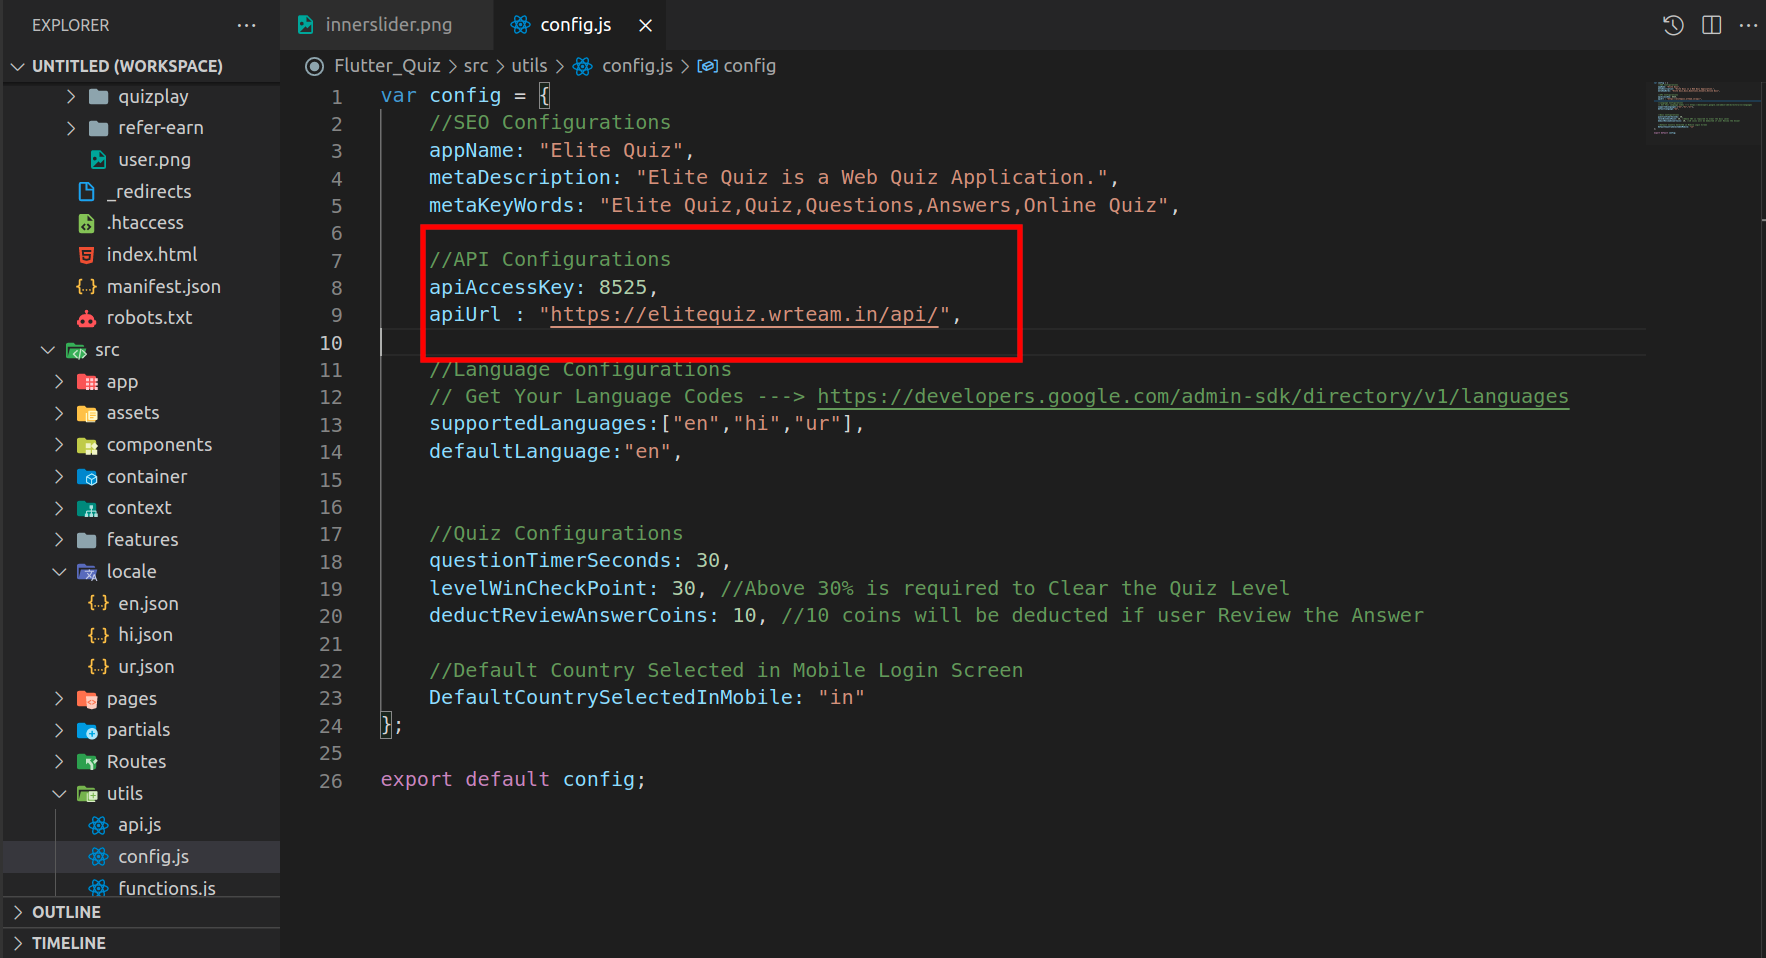 EXPLORER
UNTITLED (WORKSPACE)
quizplay
refer-earn
user.png
_redirects
.htaccess
index.html
manifest.json
robots.txt
src
app
assets
components
container
context
features
locale
en.json
hi.json
ur.json
pages
partials
Routes
utils
api.js
config.js
functions.js
OUTLINE
TIMELINE
innerslider.png
config.js
Flutter_Quiz > src > utils > config.js > config
1 var config = {
2 //SEO Configurations
3 appName: "Elite Quiz",
4 metaDescription: "Elite Quiz is a Web Quiz Application.",
5 metaKeyWords: "Elite Quiz,Quiz,Questions,Answers,Online Quiz",
6
7 //API Configurations
8 apiAccessKey: 8525,
9 apiUrl : "https://elitequiz.wrteam.in/api/",
10
11 //Language Configurations
12 // Get Your Language Codes ---> https://developers.google.com/admin-sdk/directory/v1/languages
13 supportedLanguages:["en","hi","ur"],
14 defaultLanguage:"en",
15
16
17 //Quiz Configurations
18 questionTimerSeconds: 30,
19 levelWinCheckPoint: 30, //Above 30% is required to Clear the Quiz Level
20 deductReviewAnswerCoins: 10, //10 coins will be deducted if user Review the Answer
21
22 //Default Country Selected in Mobile Login Screen
23 DefaultCountrySelectedInMobile: "in"
24 };
25
26 export default config;